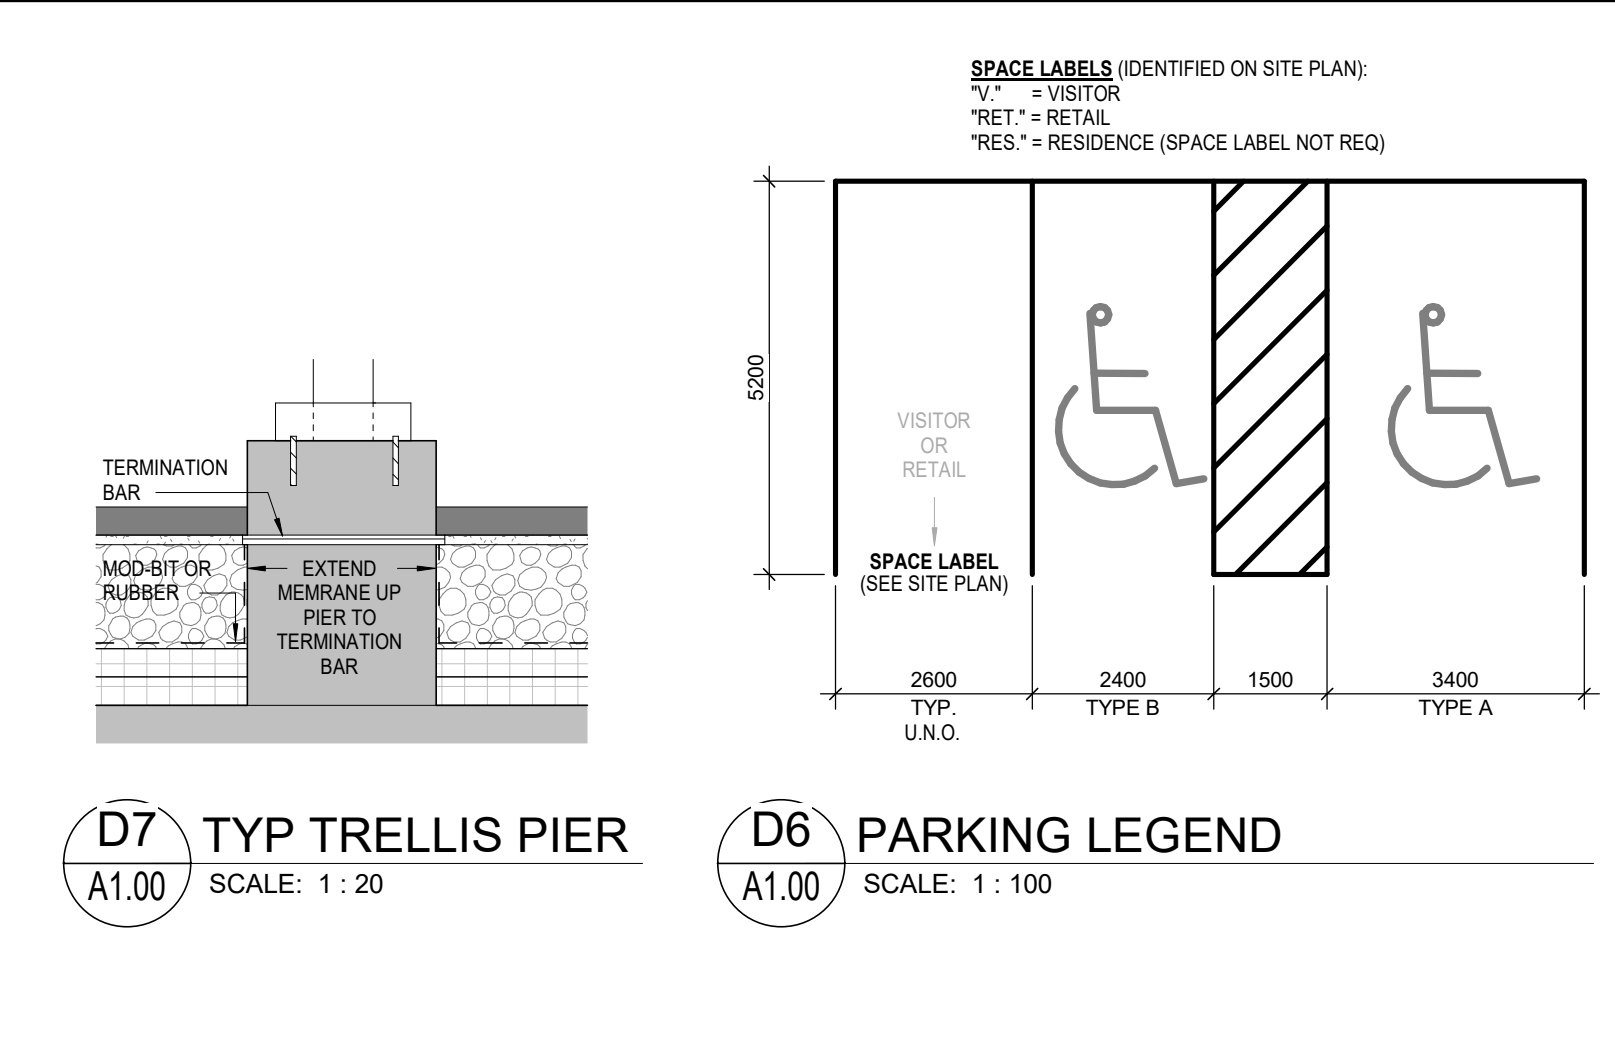 SPACE LABELS (IDENTIFIED ON SITE PLAN):
"V." = VISITOR
"RET." = RETAIL
"RES." = RESIDENCE (SPACE LABEL NOT REQ)
5200
VISITOR
OR
RETAIL
SPACE LABEL
(SEE SITE PLAN)
2600
TYP.
U.N.O.
2400
TYPE B
1500
3400
TYPE A
TERMINATION
BAR
MOD-BIT OR
RUBBER
EXTEND
MEMRANE UP
PIER TO
TERMINATION
BAR
D7
A1.00
TYP TRELLIS PIER
SCALE: 1 : 20
D6
A1.00
PARKING LEGEND
SCALE: 1 : 100